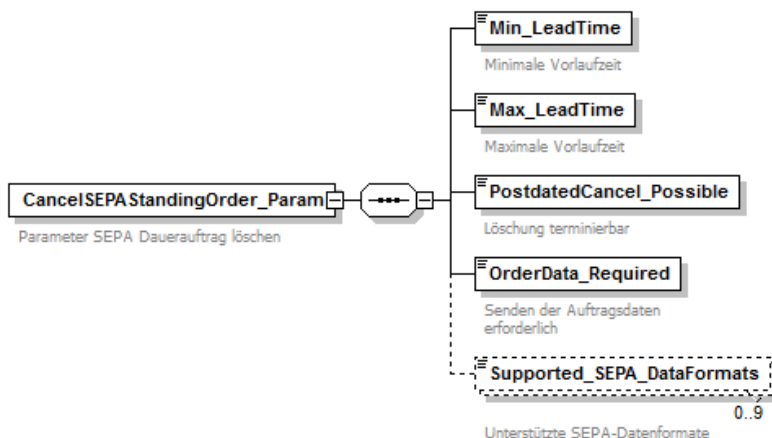 Min_LeadTime
Minimale Vorlaufzeit
Max_LeadTime
Maximale Vorlaufzeit
CancelSEPAStandingOrder_Param
Parameter SEPA Dauerauftrag löschen
PostdatedCancel_Possible
Löschung terminierbar
OrderData_Required
Senden der Auftragsdaten
erforderlich
Supported_SEPA_DataFormats
0..9
Unterstützte SEPA-Datenformate